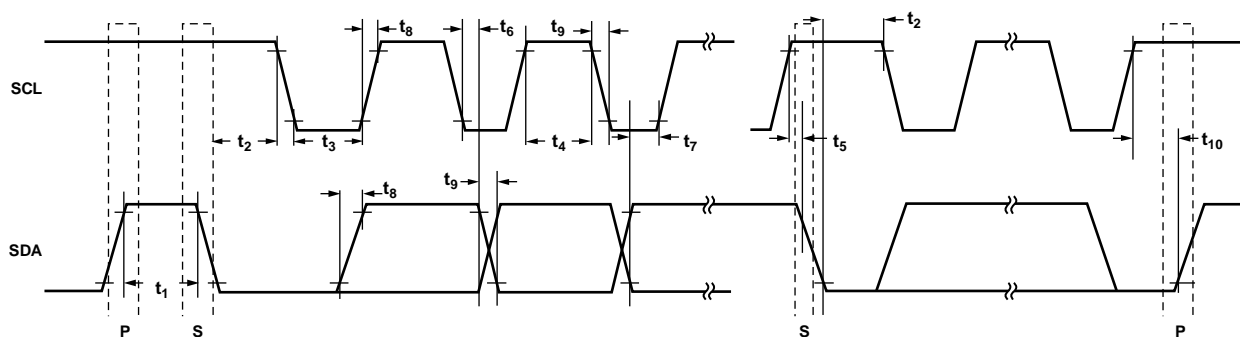 t8 t6 t9 t2
SCL
t2 t3 t4 t7 t5 t10
t8 t9
SDA
t1
P S S P